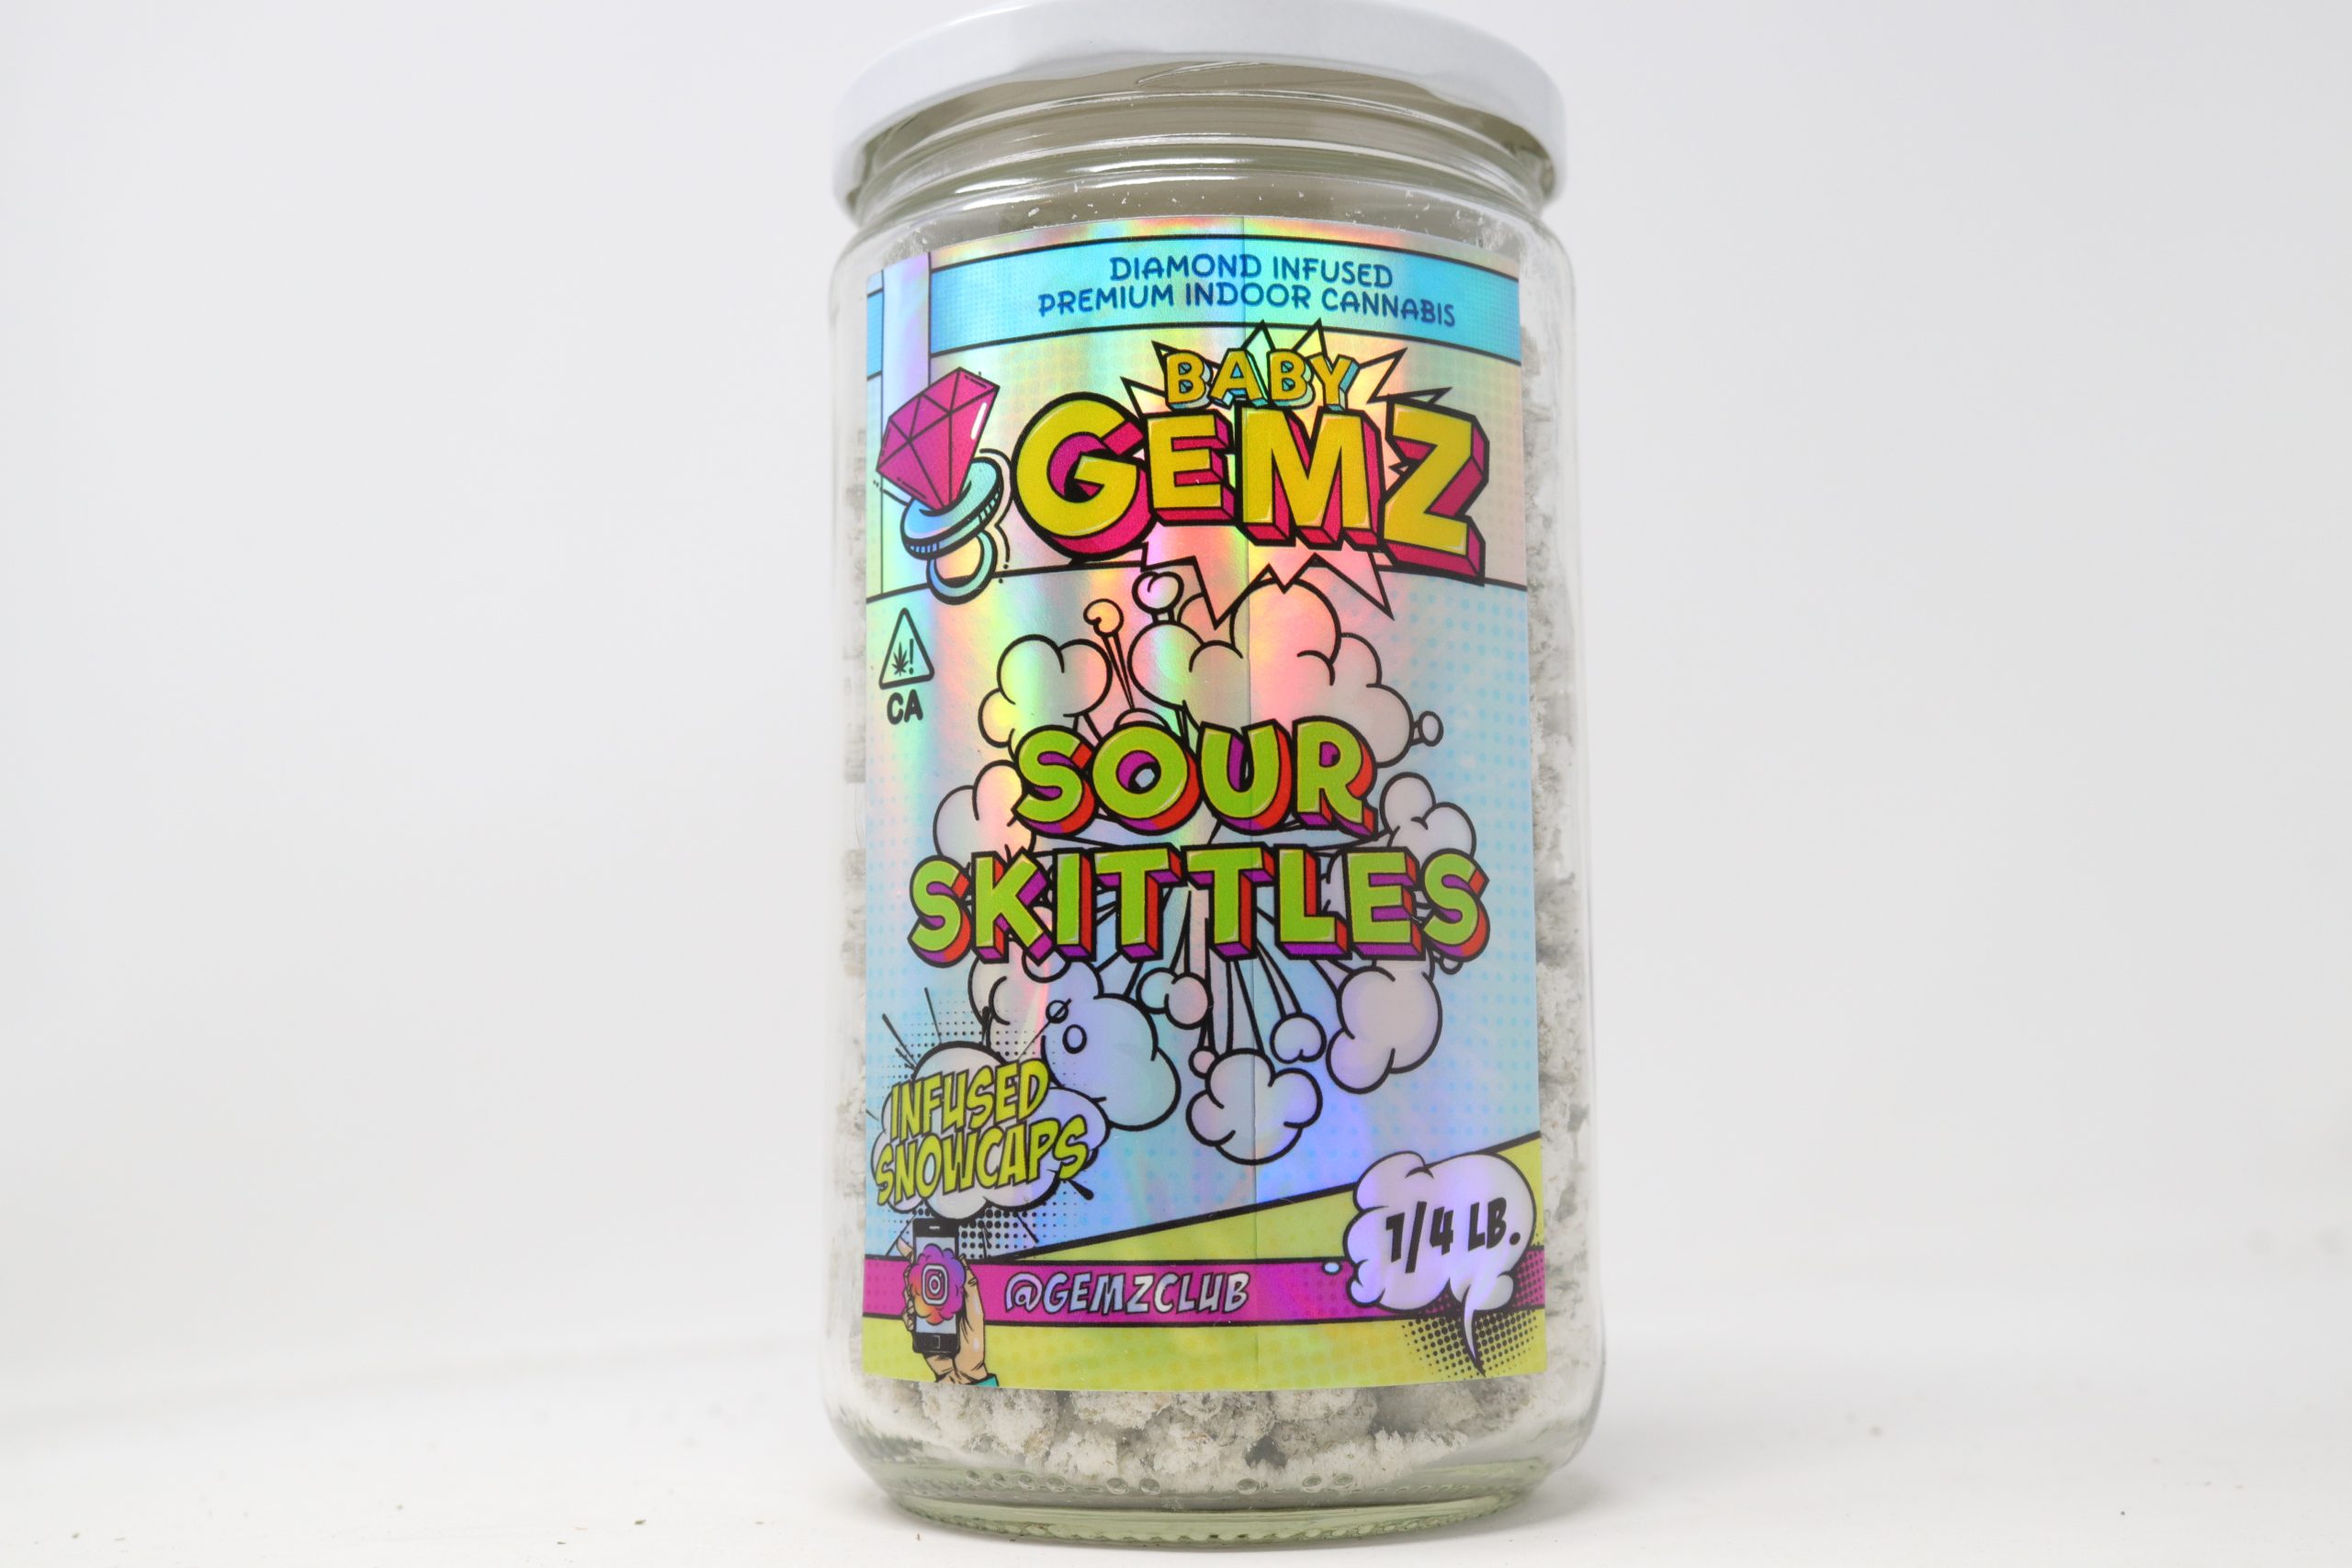 DIAMOND INFUSED
PREMIUM INDOOR CANNABIS
BABY
GEMZ
CA
SOUR
SKITTLES
INFUSED
SNOWCAPS
1/4 LB.
@GEMZCLUB